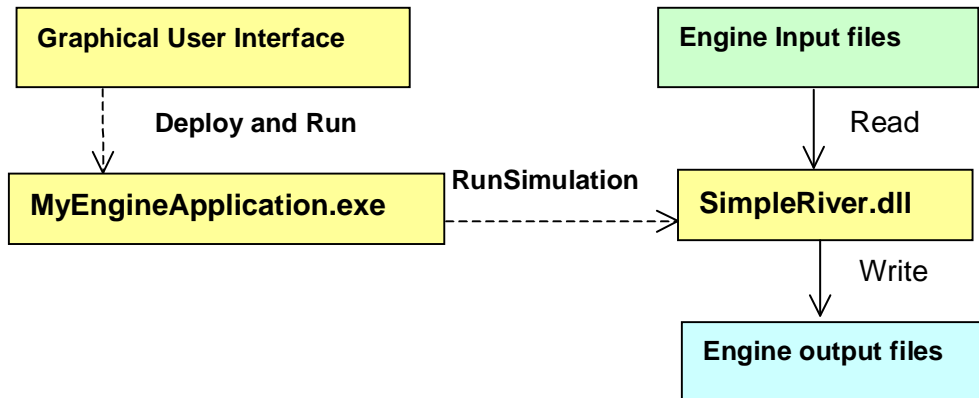 Graphical User Interface
Engine Input files
Deploy and Run
Read
MyEngineApplication.exe
RunSimulation
SimpleRiver.dll
Write
Engine output files